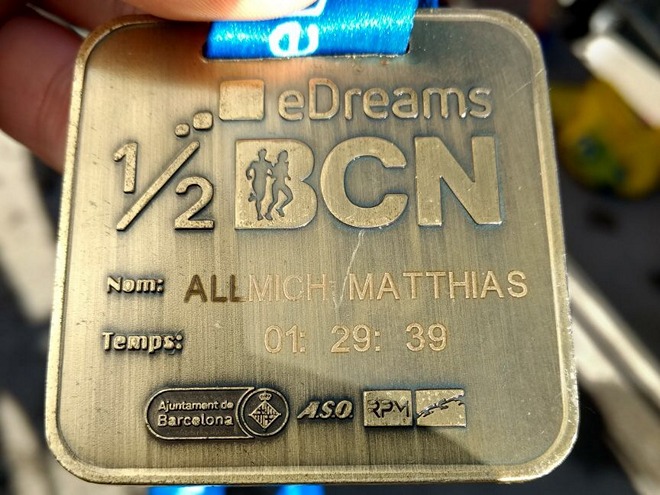 e
eDreams
1/2 BCN
Nom: ALLMICH, MATTHIAS
Temps: 01: 29: 39
Ajuntament de
Barcelona
A.S.O. RPM